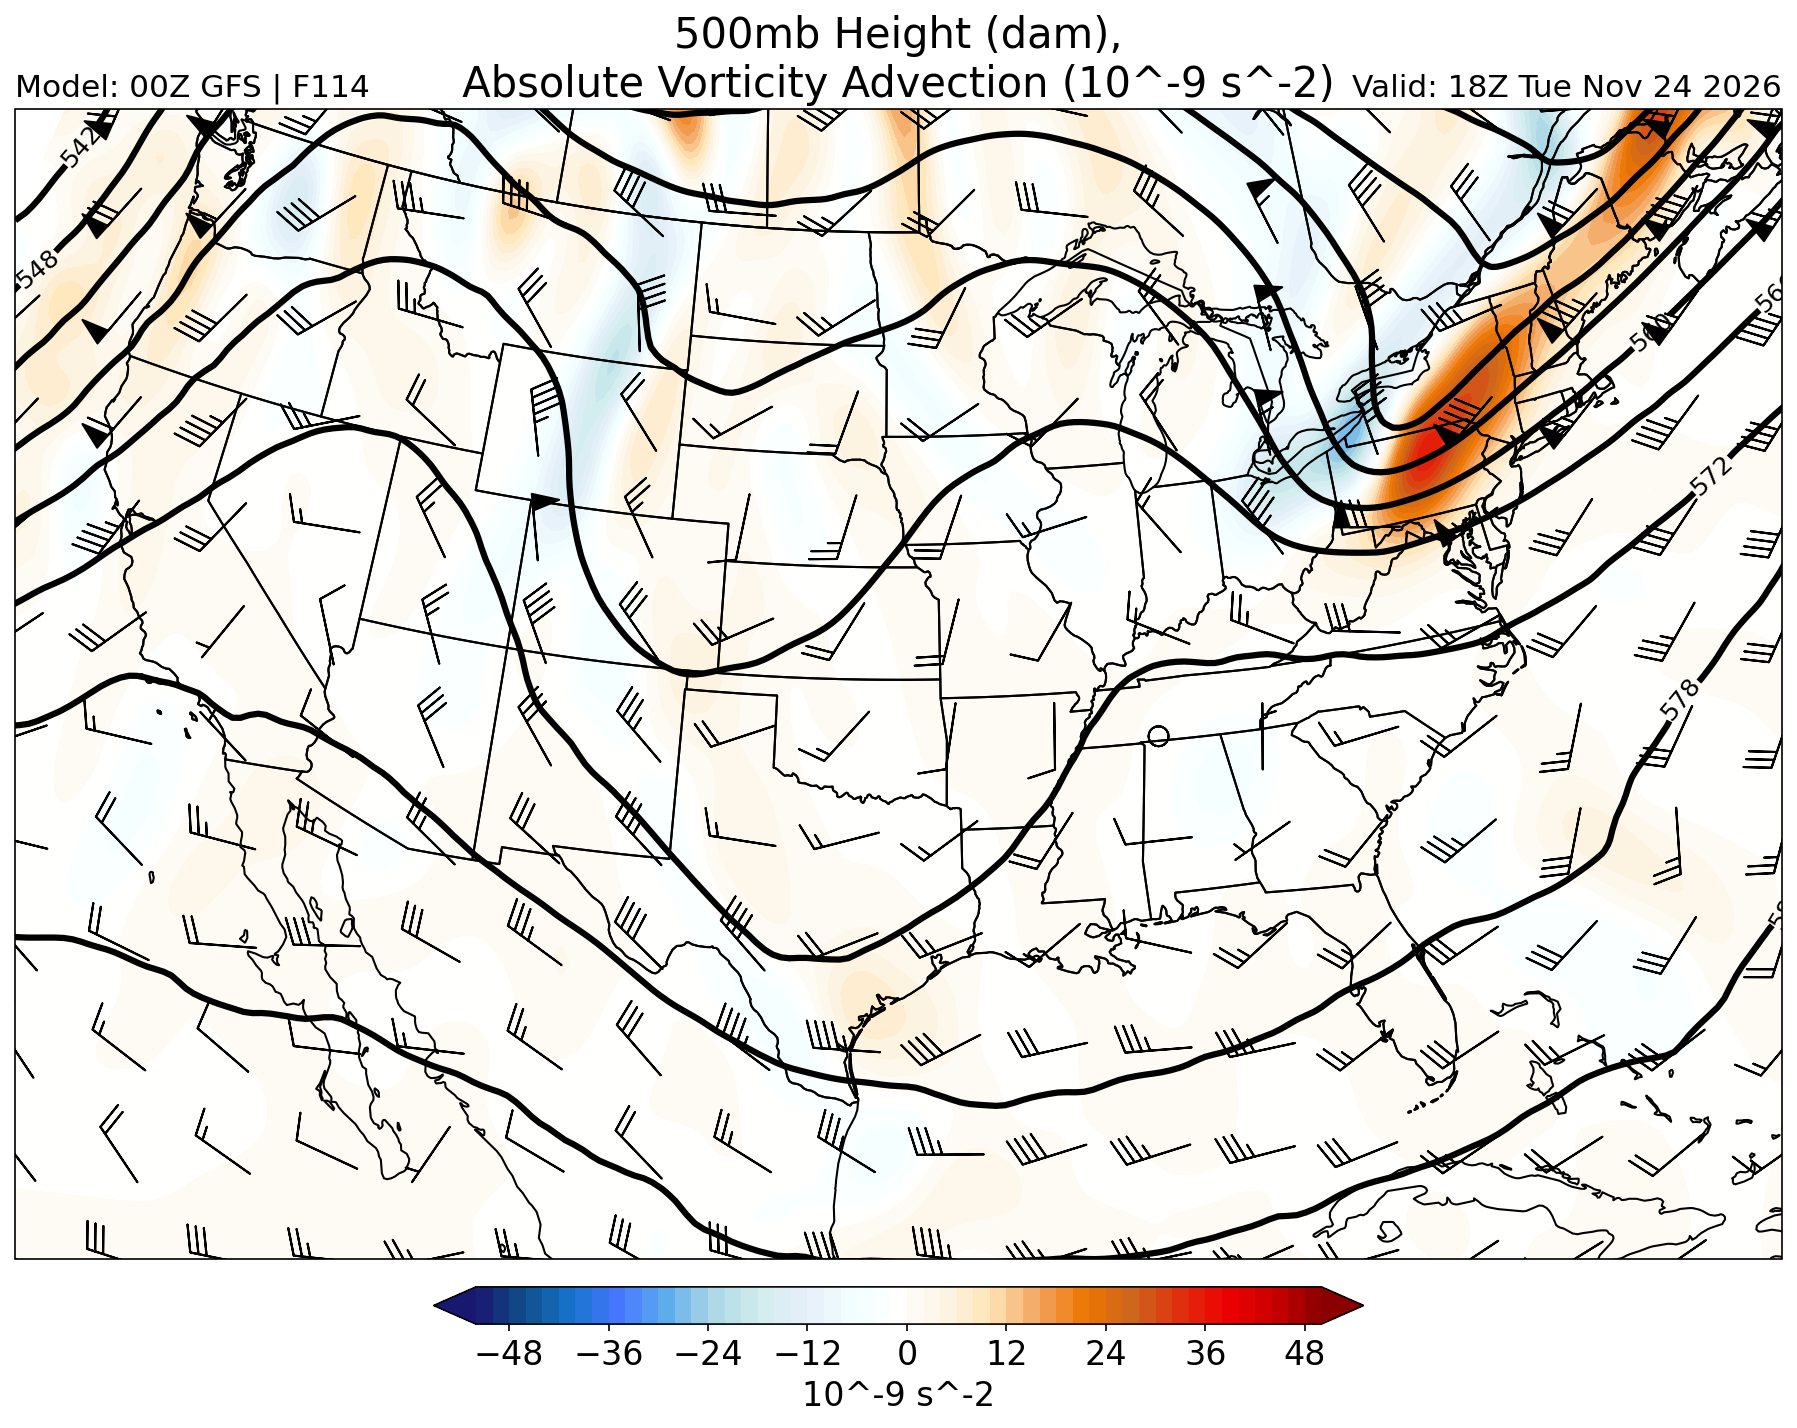 500mb Height (dam),
Model: 00Z GFS | F114
Absolute Vorticity Advection (10^-9 s^-2)
Valid: 18Z Tue Nov 24 2026
548
572
578
−48 −36 −24 −12 0 12 24 36 48
10^-9 s^-2